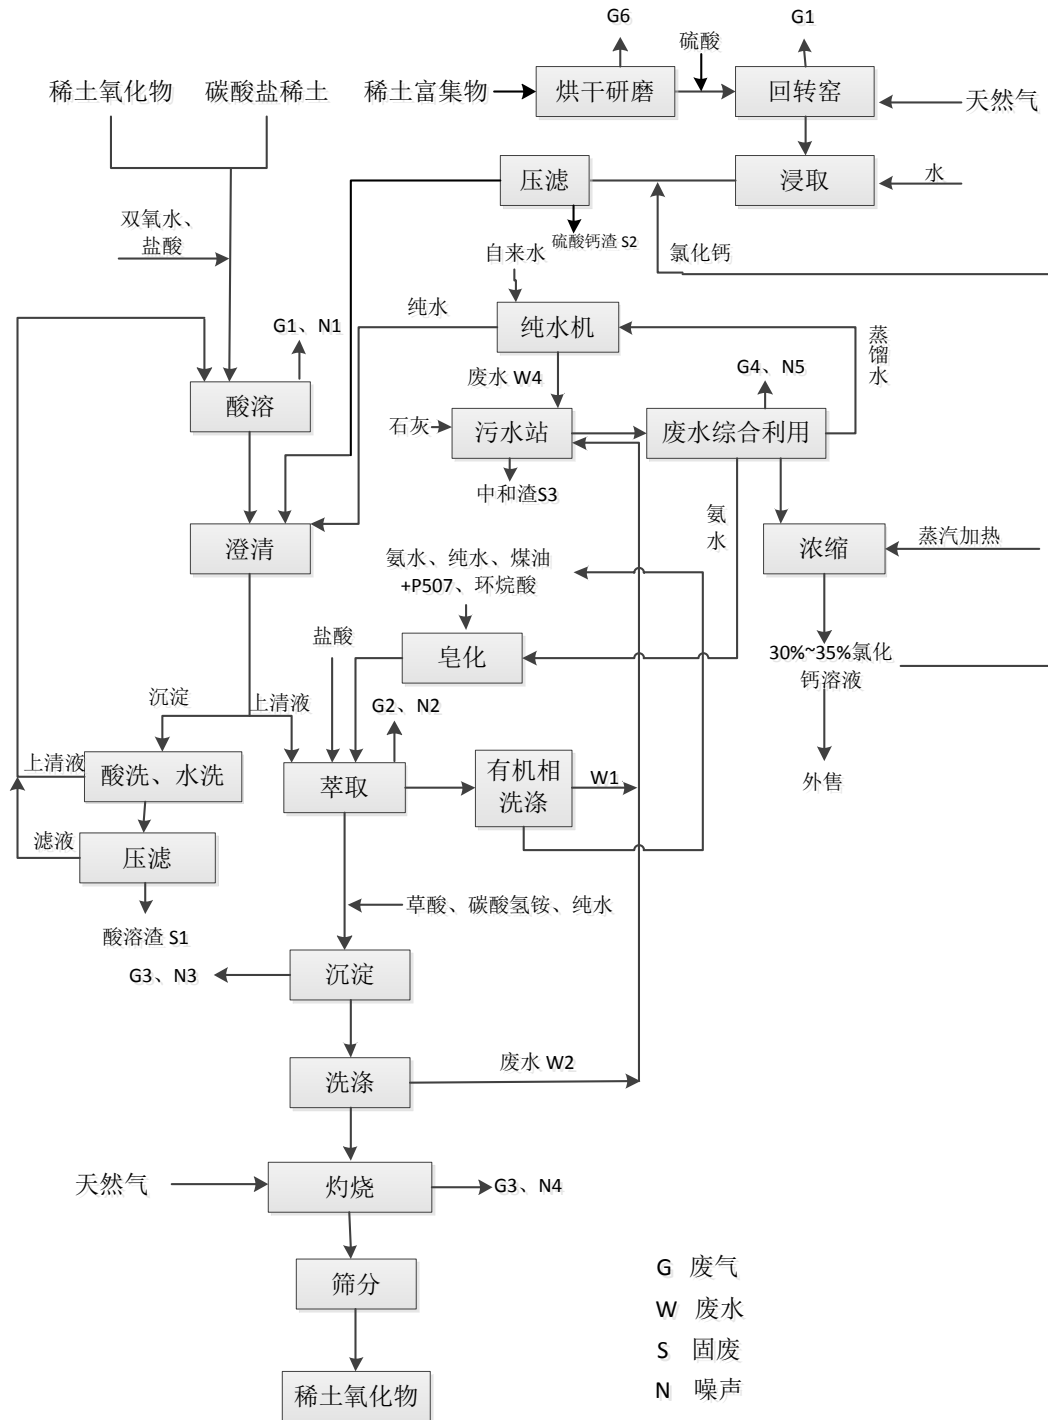 G6
G1
硫酸
稀土氧化物
碳酸盐稀土
稀土富集物
烘干研磨
回转窑
天然气
压滤
浸取
水
双氧水、
盐酸
硫酸钙渣 S2
氯化钙
自来水
纯水
纯水机
蒸馏水
G1、N1
废水 W4
G4、N5
酸溶
石灰
污水站
废水综合利用
中和渣S3
氨水
澄清
浓缩
蒸汽加热
氨水、纯水、煤油
+P507、环烷酸
盐酸
皂化
30%~35%氯化
钙溶液
沉淀
上清液
G2、N2
上清液
酸洗、水洗
萃取
有机相
洗涤
W1
外售
滤液
压滤
草酸、碳酸氢铵、纯水
酸溶渣 S1
G3、N3
沉淀
洗涤
废水 W2
天然气
灼烧
G3、N4
筛分
G 废气
W 废水
S 固废
N 噪声
稀土氧化物